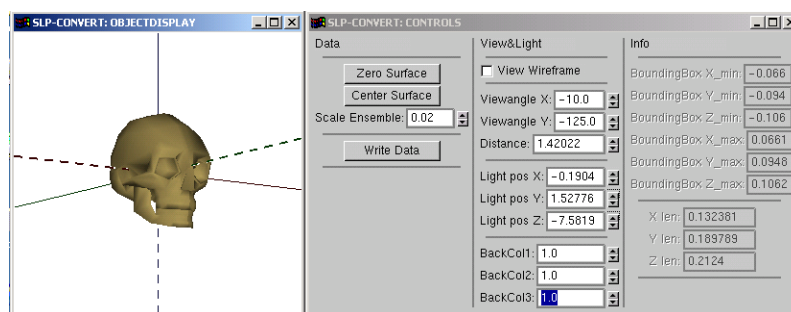 SLP-CONVERT: OBJECTDISPLAY
SLP-CONVERT: CONTROLS
Data
Zero Surface
Center Surface
Scale Ensemble: 0.02
Write Data
View&Light
View Wireframe
Viewangle X: -10.0
Viewangle Y: -125.0
Distance: 1.42022
Light pos X: -0.1904
Light pos Y: 1.52776
Light pos Z: -7.5819
BackCol1: 1.0
BackCol2: 1.0
BackCol3: 1.0
Info
BoundingBox X_min: -0.066
BoundingBox Y_min: -0.094
BoundingBox Z_min: -0.106
BoundingBox X_max: 0.0661
BoundingBox Y_max: 0.0948
BoundingBox Z_max: 0.1062
X len: 0.132381
Y len: 0.189789
Z len: 0.2124